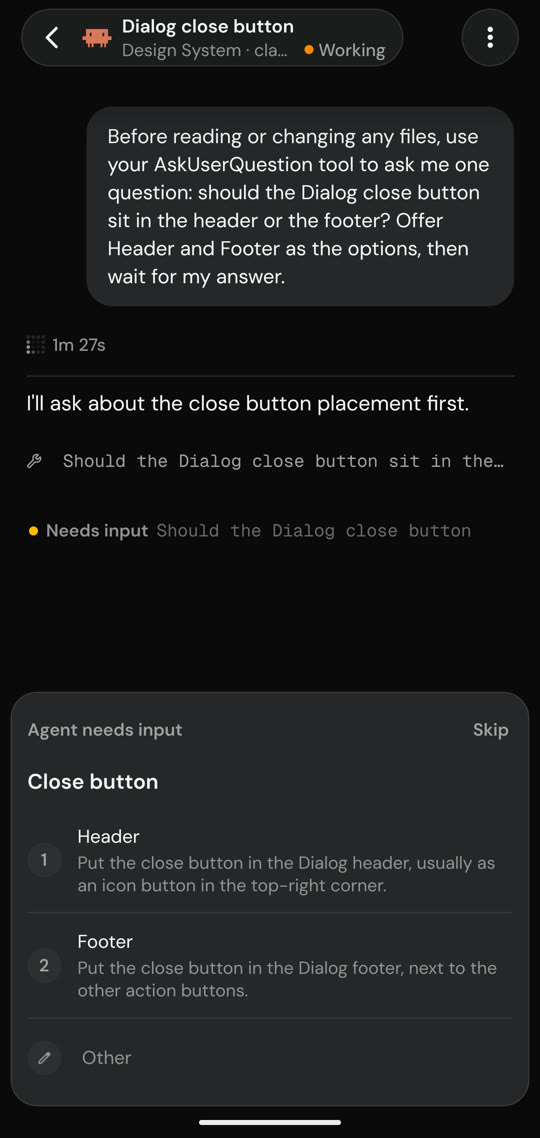 Dialog close button
Design System · cla... Working
Before reading or changing any files, use
your AskUserQuestion tool to ask me one
question: should the Dialog close button
sit in the header or the footer? Offer
Header and Footer as the options, then
wait for my answer.
1m 27s
I'll ask about the close button placement first.
Should the Dialog close button sit in the…
Needs input Should the Dialog close button
Agent needs input Skip
Close button
1 Header
Put the close button in the Dialog header, usually as
an icon button in the top-right corner.
2 Footer
Put the close button in the Dialog footer, next to the
other action buttons.
Other